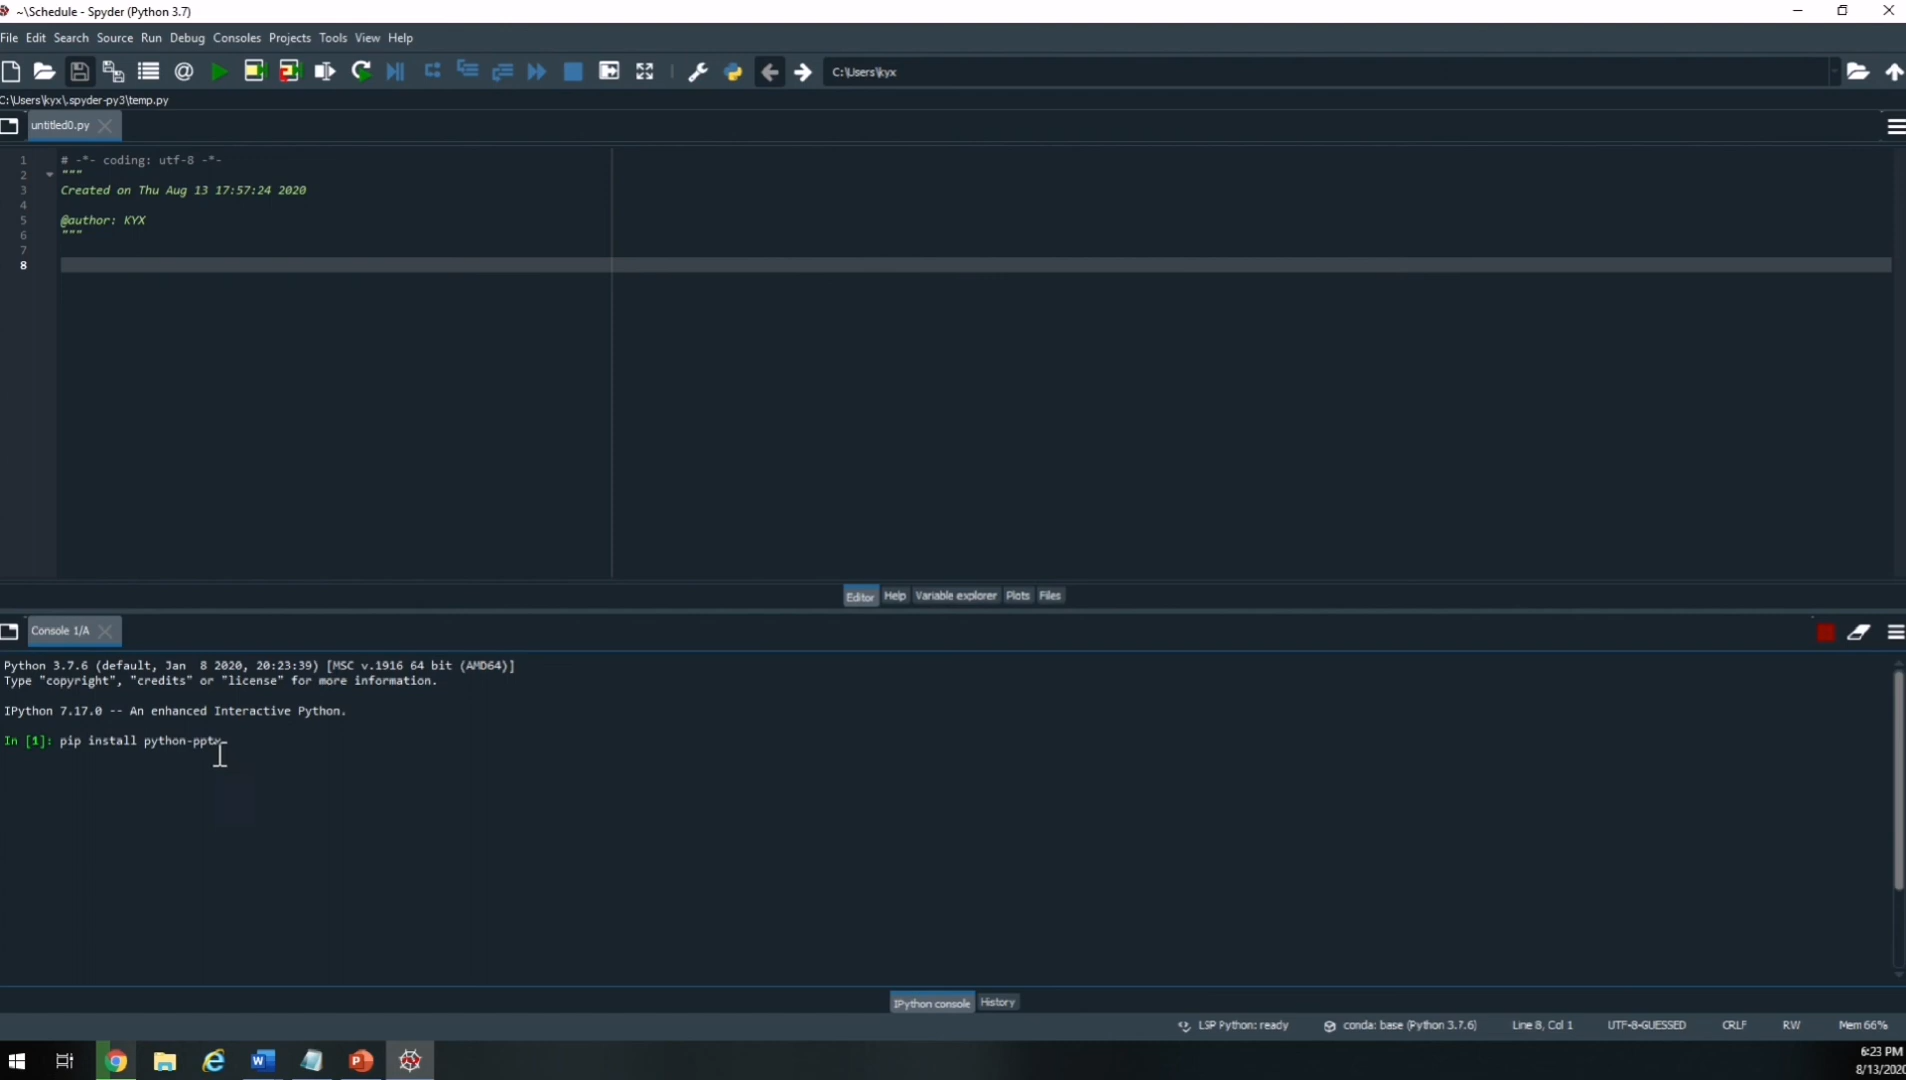 ~\Schedule - Spyder (Python 3.7)
File Edit Search Source Run Debug Consoles Projects Tools View Help
C:\Users\kyx
C:\Users\kyx\.spyder-py3\temp.py
untitled0.py
1 # -*- coding: utf-8 -*-
2 """
3 Created on Thu Aug 13 17:57:24 2020
4
5 @author: KYX
6 """
7
8
Editor Help Variable explorer Plots Files
Console 1/A
Python 3.7.6 (default, Jan  8 2020, 20:23:39) [MSC v.1916 64 bit (AMD64)]
Type "copyright", "credits" or "license" for more information.
IPython 7.17.0 -- An enhanced Interactive Python.
In [1]: pip install python-pptx
IPython console History
LSP Python: ready conda: base (Python 3.7.6) Line 8, Col 1 UTF-8-GUESSED CRLF RW Mem 66%
6:23 PM
8/13/2020